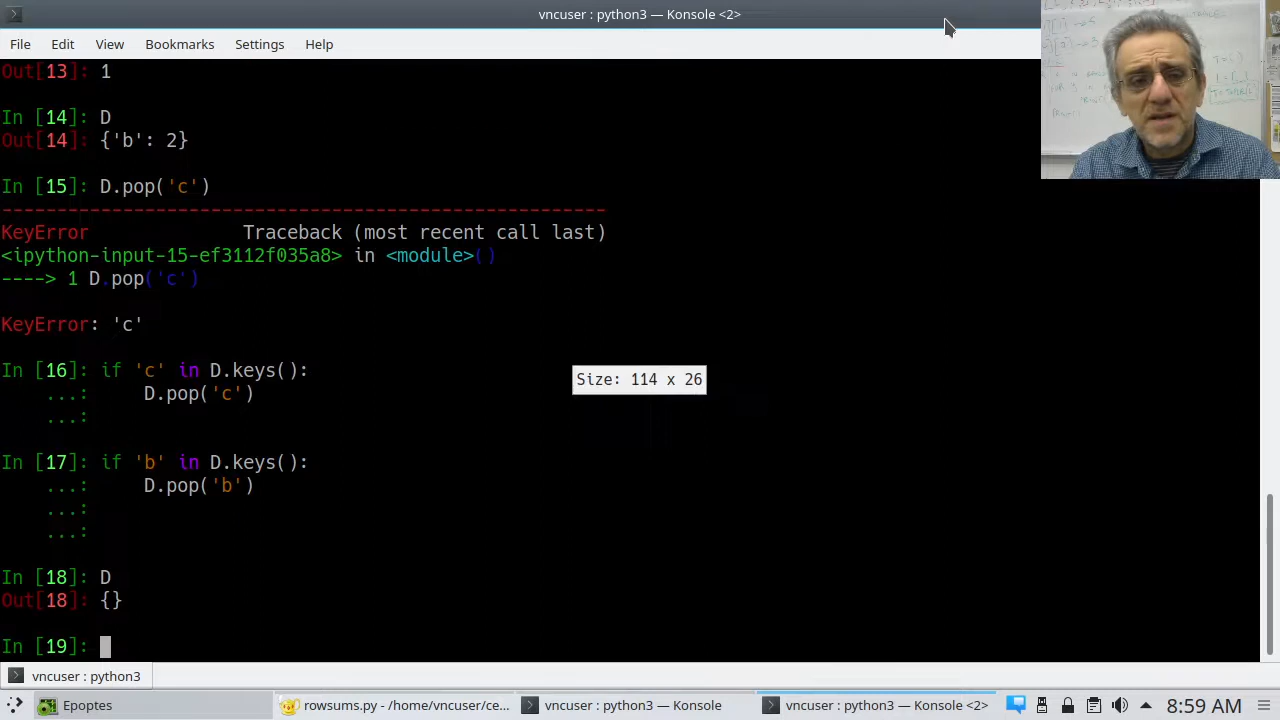 vncuser : python3 — Konsole <2>
File Edit View Bookmarks Settings Help
Out[13]: 1
In [14]: D
Out[14]: {'b': 2}
In [15]: D.pop('c')
-------------------------------------------------------
KeyError Traceback (most recent call last)
<ipython-input-15-ef3112f035a8> in <module>()
----> 1 D.pop('c')
KeyError: 'c'
In [16]: if 'c' in D.keys():
...: D.pop('c')
...:
In [17]: if 'b' in D.keys():
...: D.pop('b')
...:
...:
In [18]: D
Out[18]: {}
In [19]:
Size: 114 x 26
vncuser : python3
Epoptes
rowsums.py - /home/vncuser/ce...
vncuser : python3 — Konsole
vncuser : python3 — Konsole <2>
8:59 AM